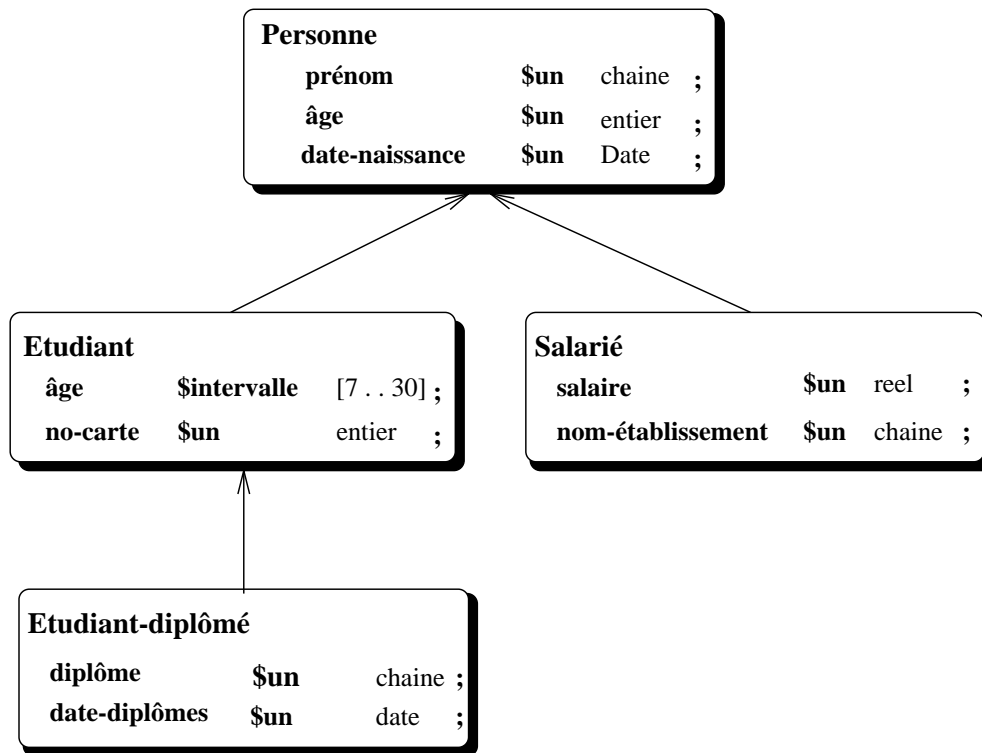 Personne
prénom $un chaine ;
âge $un entier ;
date-naissance $un Date ;
Etudiant
âge $intervalle [7 . . 30] ;
no-carte $un entier ;
Salarié
salaire $un reel ;
nom-établissement $un chaine ;
Etudiant-diplômé
diplôme $un chaine ;
date-diplômes $un date ;